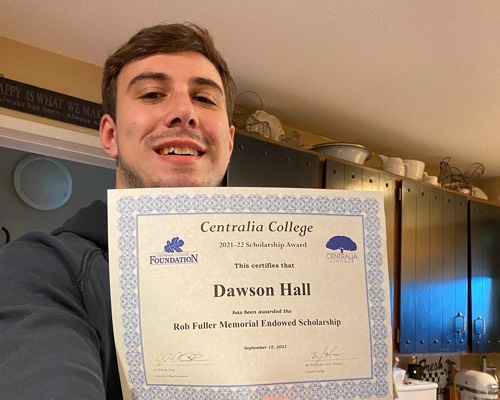 HAPPY IS WHAT WE
Centralia College
2021-22 Scholarship Award
FOUNDATION
CENTRALIA
COLLEGE
This certifies that
Dawson Hall
has been awarded the
Rob Fuller Memorial Endowed Scholarship
September 15, 2021